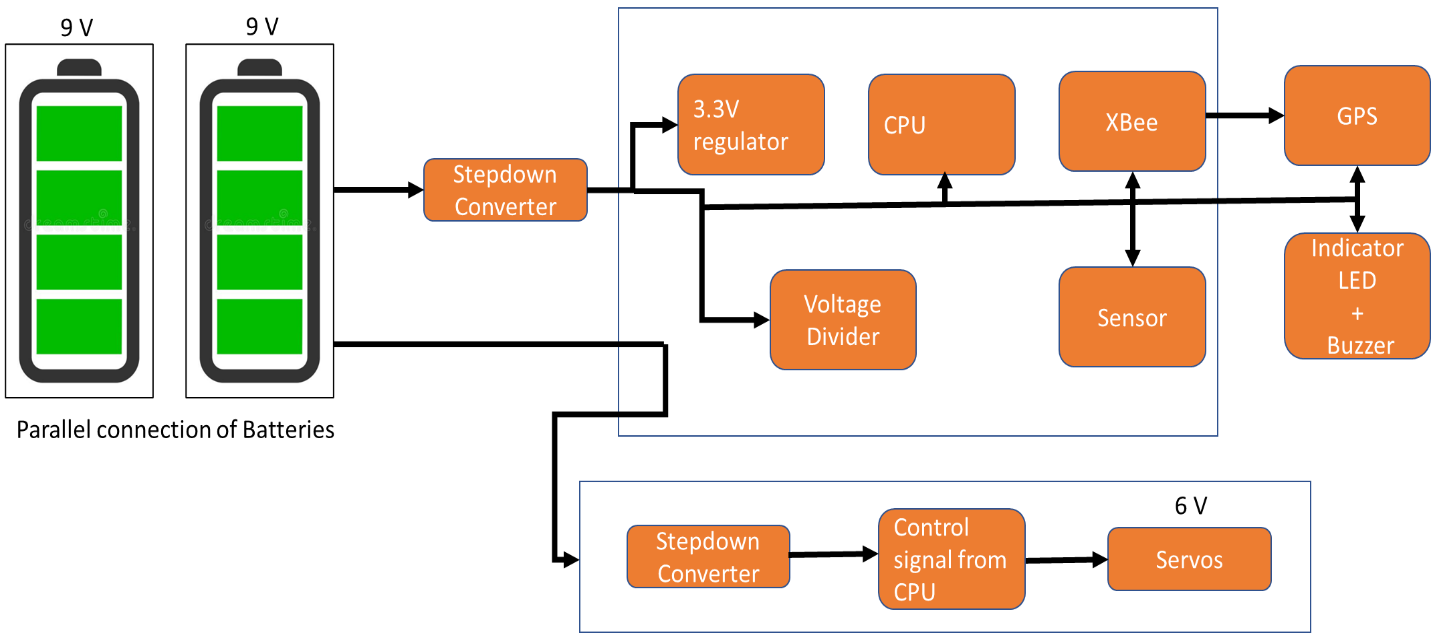 9 V
9 V
3.3V
regulator
CPU
XBee
GPS
Stepdown
Converter
Voltage
Divider
Sensor
Indicator
LED
+
Buzzer
Parallel connection of Batteries
6 V
Stepdown
Converter
Control
signal from
CPU
Servos